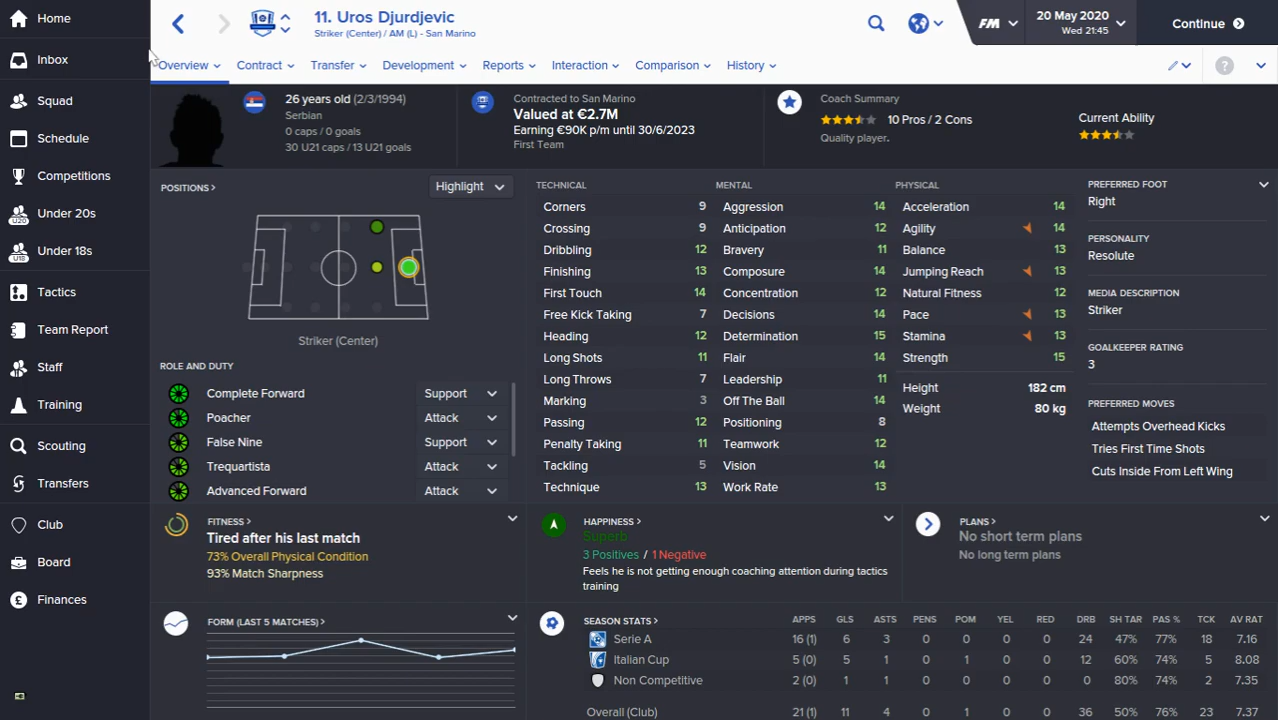 Home
Inbox
Squad
Schedule
Competitions
Under 20s
Under 18s
Tactics
Team Report
Staff
Training
Scouting
Transfers
Club
Board
Finances
11. Uros Djurdjevic
Striker (Center) / AM (L) - San Marino
FM
20 May 2020
Wed 21:45
Continue
Overview Contract Transfer Development Reports Interaction Comparison History
?
26 years old (2/3/1994)
Serbian
0 caps / 0 goals
30 U21 caps / 13 U21 goals
Contracted to San Marino
Valued at €2.7M
Earning €90K p/m until 30/6/2023
First Team
Coach Summary
10 Pros / 2 Cons
Quality player.
Current Ability
POSITIONS >
Highlight
Striker (Center)
ROLE AND DUTY
Complete Forward Support
Poacher Attack
False Nine Support
Trequartista Attack
Advanced Forward Attack
TECHNICAL
Corners 9
Crossing 9
Dribbling 12
Finishing 13
First Touch 14
Free Kick Taking 7
Heading 12
Long Shots 11
Long Throws 7
Marking 3
Passing 12
Penalty Taking 11
Tackling 5
Technique 13
MENTAL
Aggression 14
Anticipation 12
Bravery 11
Composure 14
Concentration 12
Decisions 14
Determination 15
Flair 14
Leadership 11
Off The Ball 14
Positioning 8
Teamwork 12
Vision 14
Work Rate 13
PHYSICAL
Acceleration 14
Agility 14
Balance 13
Jumping Reach 13
Natural Fitness 12
Pace 13
Stamina 13
Strength 15
Height 182 cm
Weight 80 kg
PREFERRED FOOT
Right
PERSONALITY
Resolute
MEDIA DESCRIPTION
Striker
GOALKEEPER RATING
3
PREFERRED MOVES
Attempts Overhead Kicks
Tries First Time Shots
Cuts Inside From Left Wing
FITNESS >
Tired after his last match
73% Overall Physical Condition
93% Match Sharpness
HAPPINESS >
Superb
3 Positives / 1 Negative
Feels he is not getting enough coaching attention during tactics
training
PLANS >
No short term plans
No long term plans
FORM (LAST 5 MATCHES) >
SEASON STATS > APPS GLS ASTS PENS POM YEL RED DRB SH TAR PAS % TCK AV RAT
Serie A 16 (1) 6 3 0 0 0 0 24 47% 77% 18 7.16
Italian Cup 5 (0) 5 1 0 1 0 0 12 60% 74% 5 8.08
Non Competitive 2 (0) 1 1 0 0 0 0 0 80% 74% 2 7.35
Overall (Club) 21 (1) 11 4 0 1 0 0 36 50% 76% 23 7.37